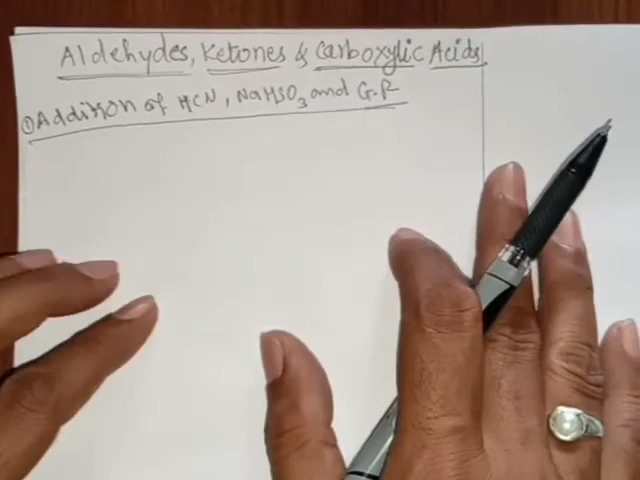 Aldehydes, Ketones & Carboxylic Acids
① Addition of HCN, NaHSO3 and G.R